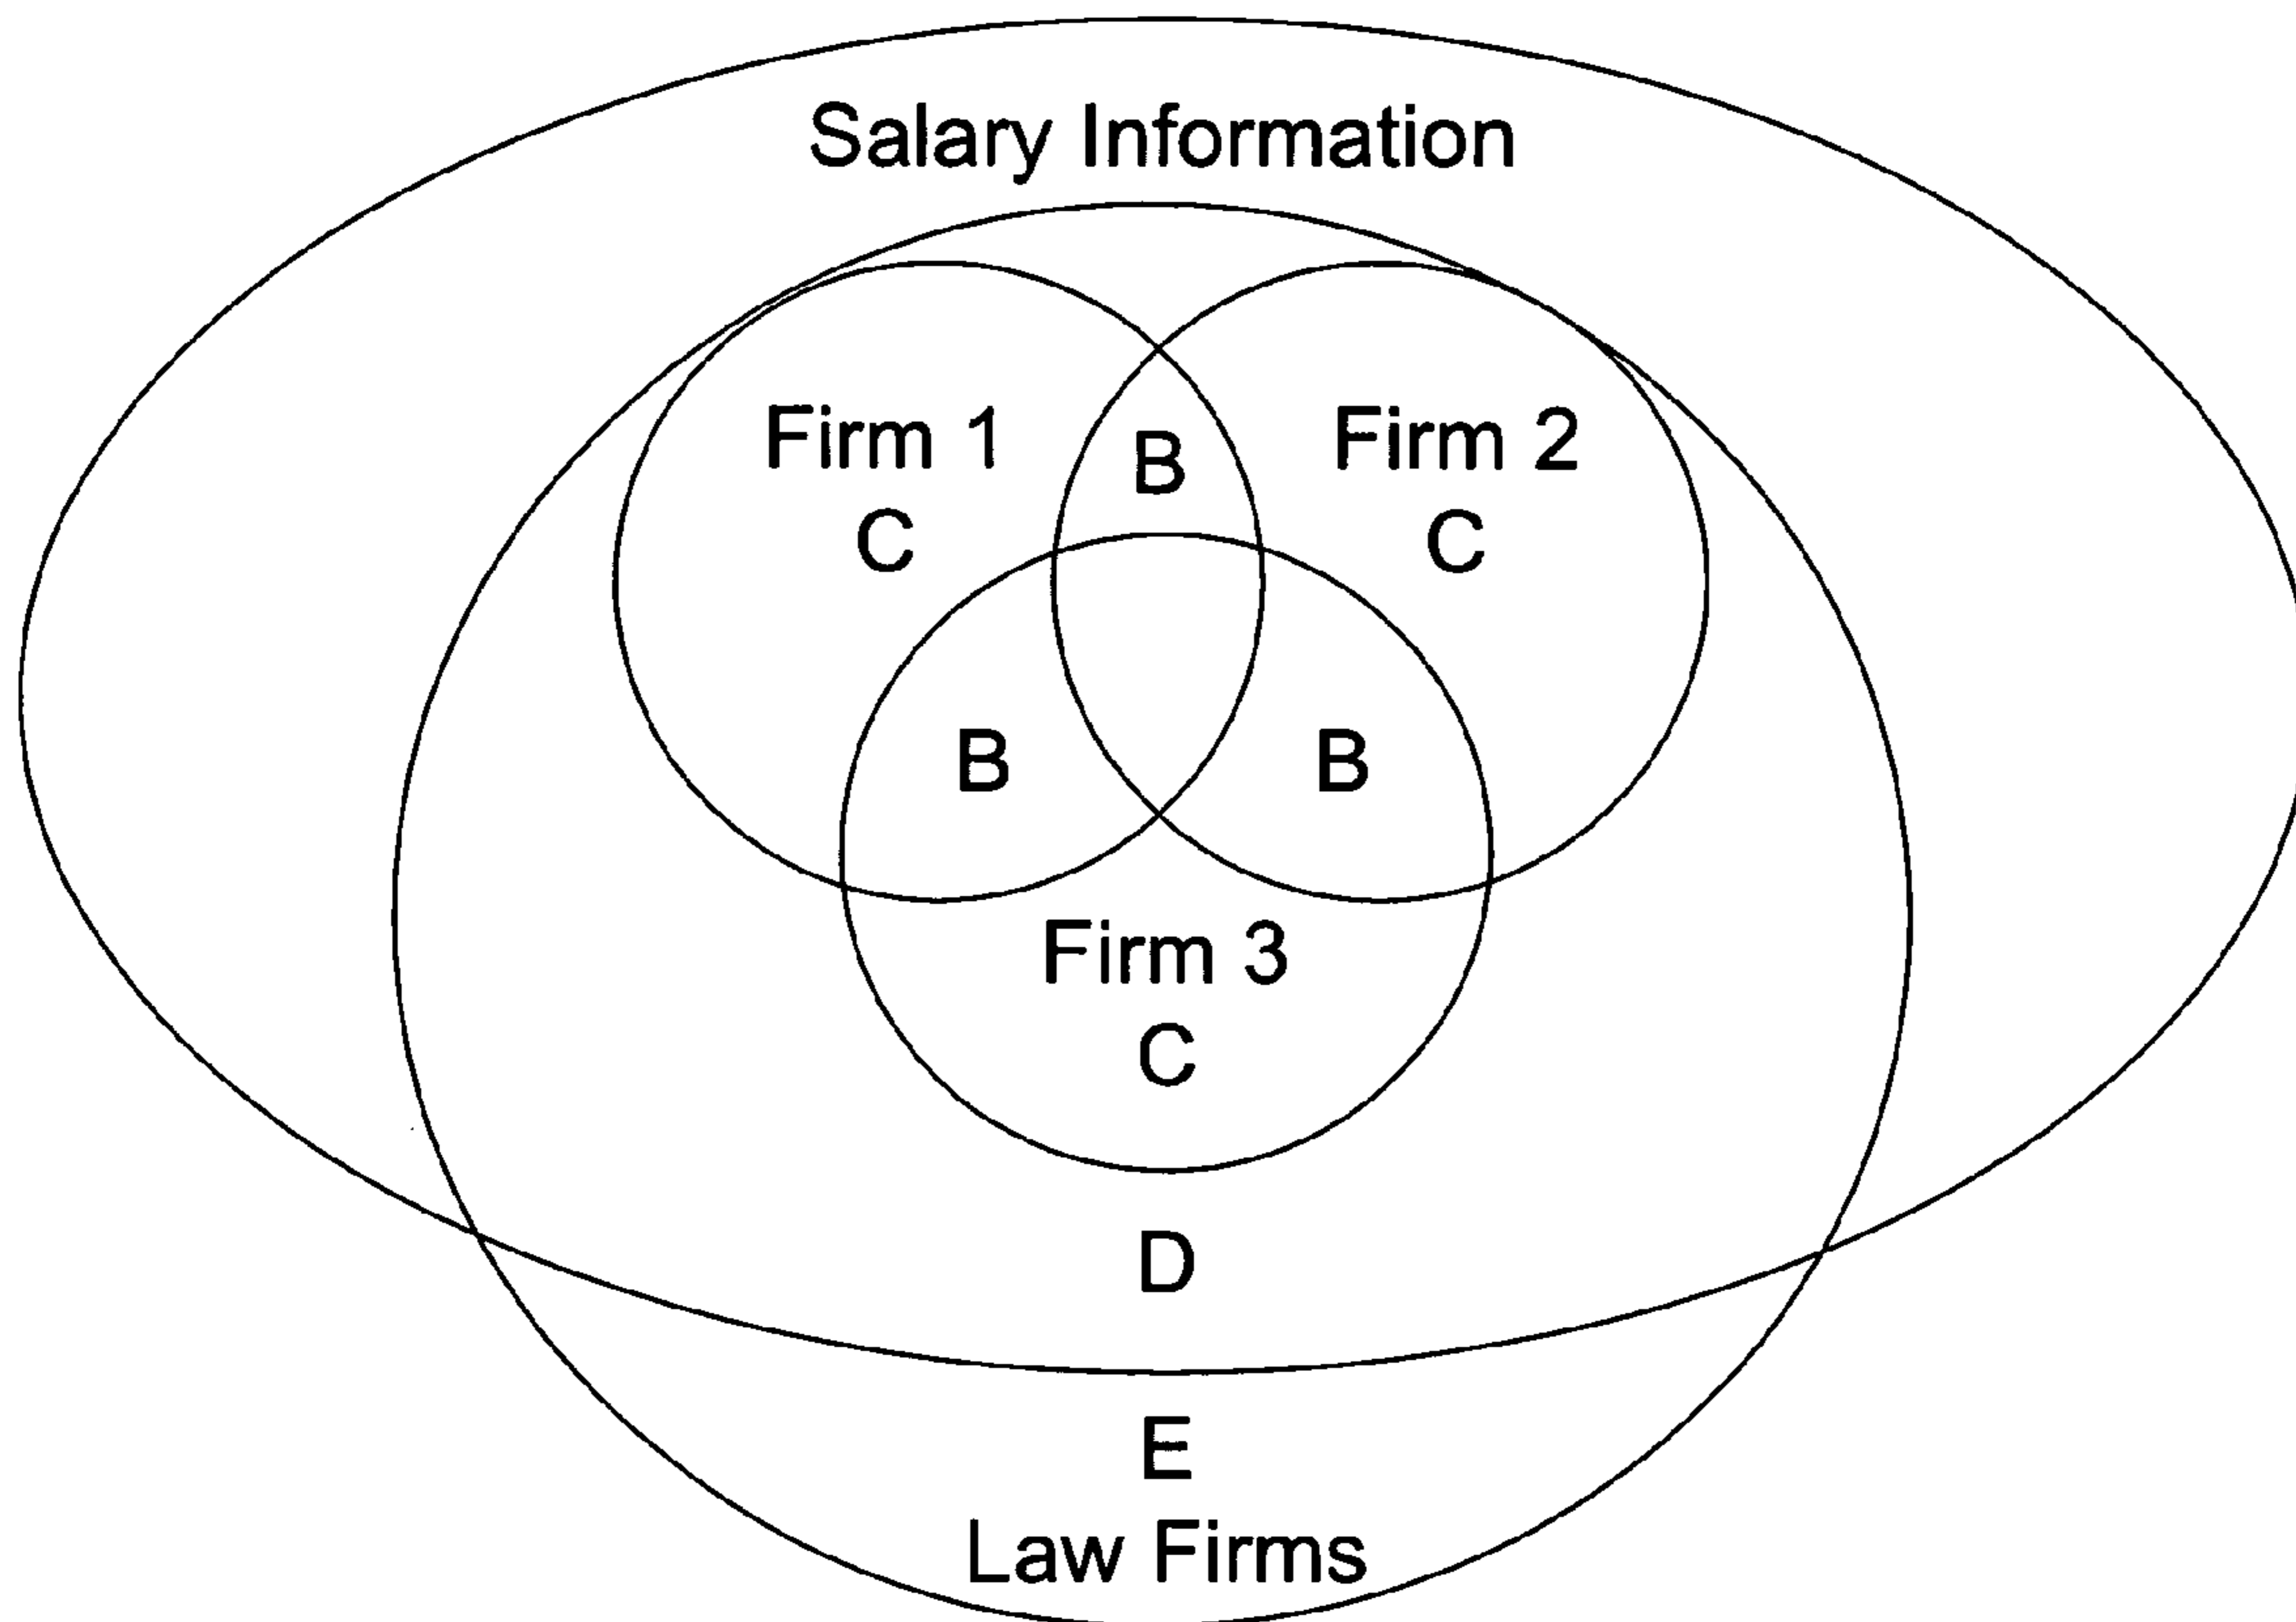 Salary Information
Firm 1
B
Firm 2
C
C
B
B
Firm 3
C
D
E
Law Firms